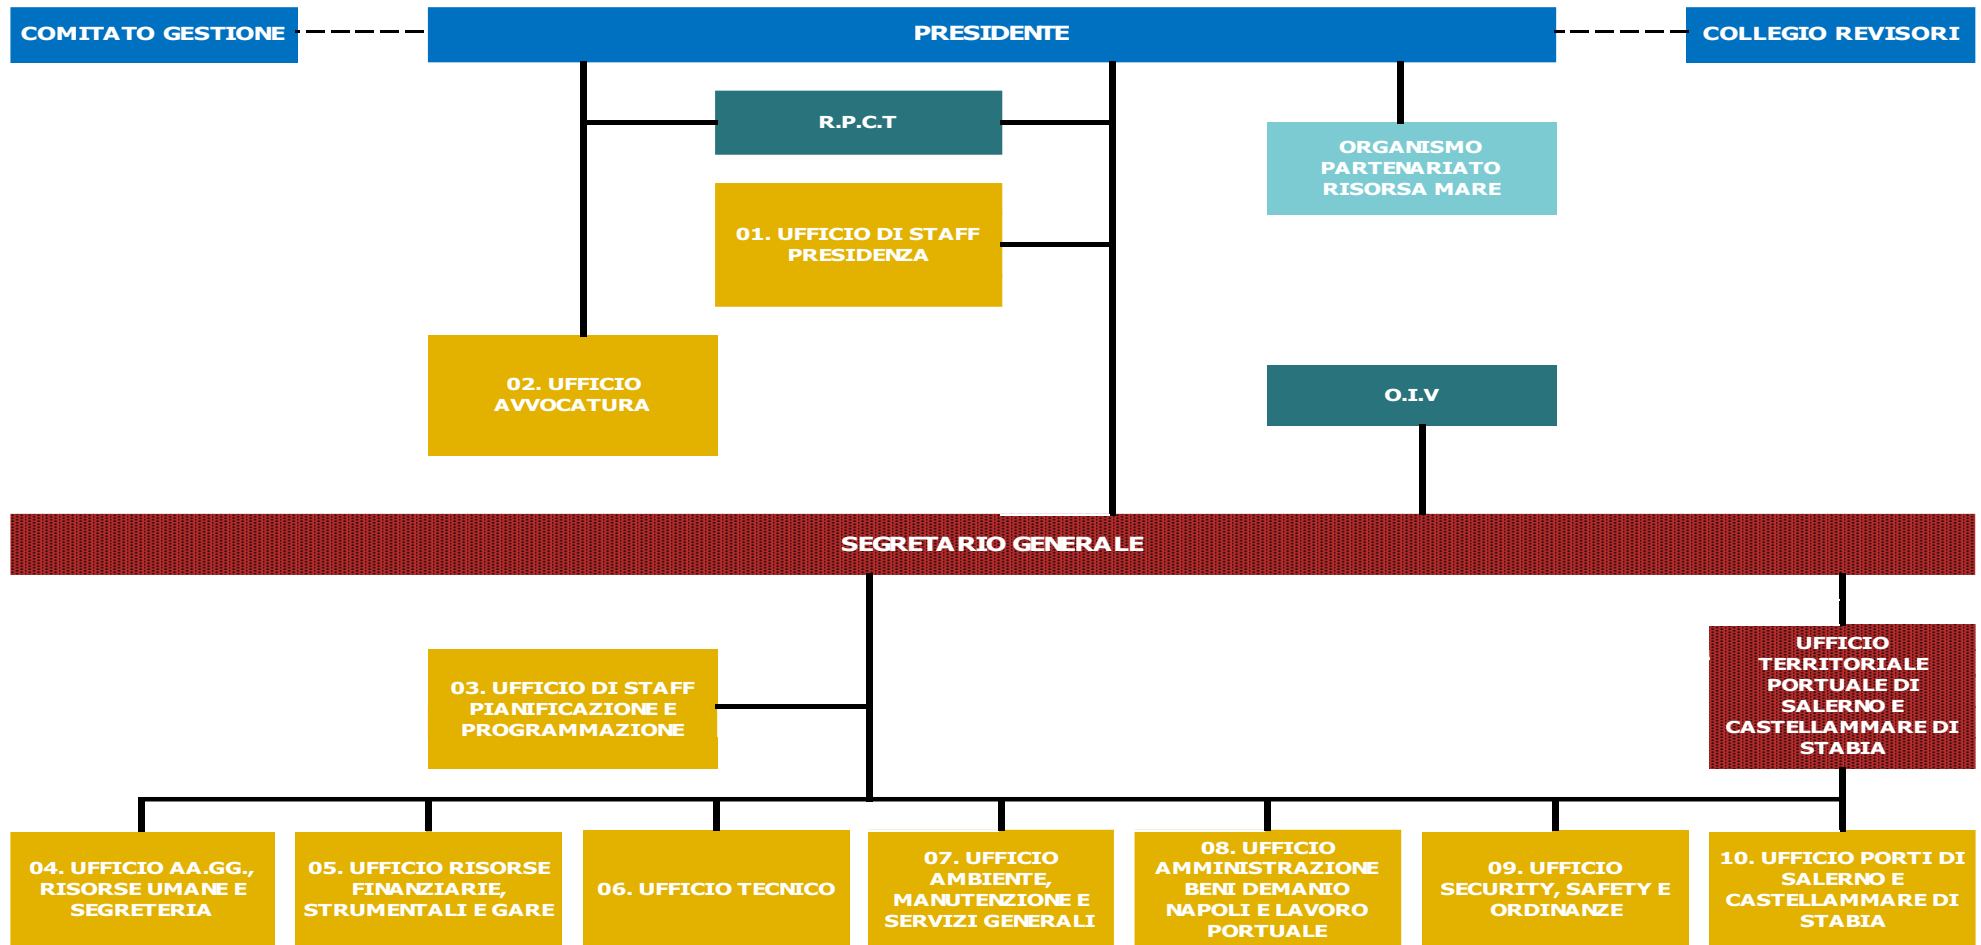 COMITATO GESTIONE
PRESIDENTE
COLLEGIO REVISORI
R.P.C.T
ORGANISMO
PARTENARIATO
RISORSA MARE
01. UFFICIO DI STAFF
PRESIDENZA
02. UFFICIO
AVVOCATURA
O.I.V
SEGRETARIO GENERALE
03. UFFICIO DI STAFF
PIANIFICAZIONE E
PROGRAMMAZIONE
UFFICIO
TERRITORIALE
PORTUALE DI
SALERNO E
CASTELLAMMARE DI
STABIA
04. UFFICIO AA.GG.,
RISORSE UMANE E
SEGRETERIA
05. UFFICIO RISORSE
FINANZIARIE,
STRUMENTALI E GARE
06. UFFICIO TECNICO
07. UFFICIO
AMBIENTE,
MANUTENZIONE E
SERVIZI GENERALI
08. UFFICIO
AMMINISTRAZIONE
BENI DEMANIO
NAPOLI E LAVORO
PORTUALE
09. UFFICIO
SECURITY, SAFETY E
ORDINANZE
10. UFFICIO PORTI DI
SALERNO E
CASTELLAMMARE DI
STABIA